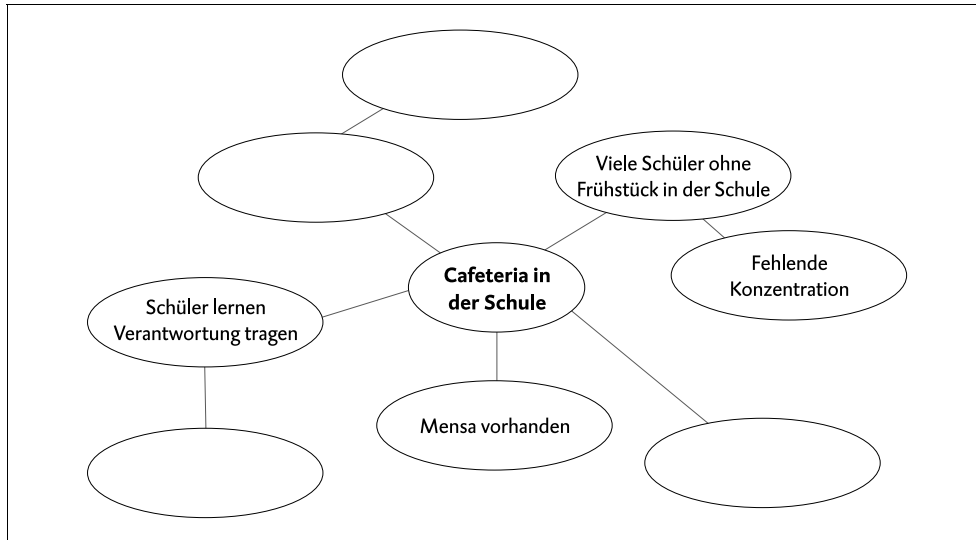 Viele Schüler ohne
Frühstück in der Schule
Fehlende
Konzentration
Cafeteria in
der Schule
Schüler lernen
Verantwortung tragen
Mensa vorhanden